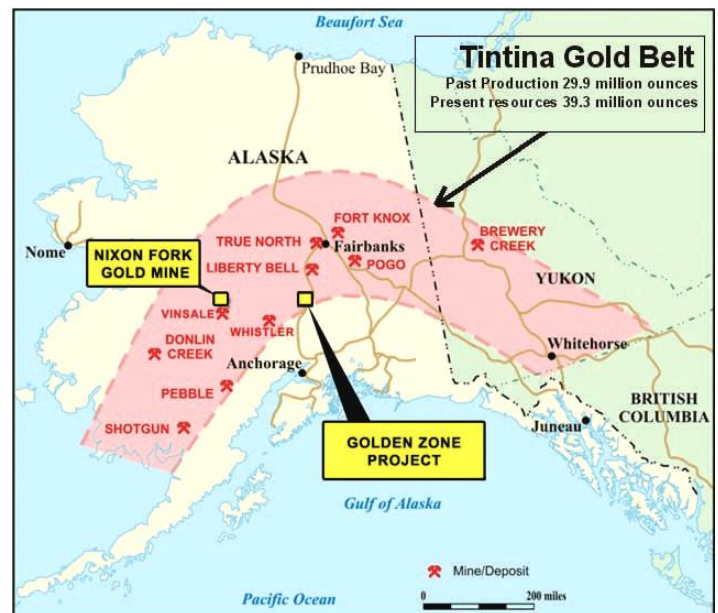 Beaufort Sea
Tintina Gold Belt
Past Production 29.9 million ounces
Present resources 39.3 million ounces
Prudhoe Bay
ALASKA
FORT KNOX
TRUE NORTH
Fairbanks
BREWERY
CREEK
Nome
NIXON FORK
GOLD MINE
LIBERTY BELL
POGO
YUKON
VINSALE
WHISTLER
DONLIN
CREEK
Whitehorse
Anchorage
PEBBLE
BRITISH
COLUMBIA
SHOTGUN
GOLDEN ZONE
PROJECT
Juneau
Gulf of Alaska
Mine/Deposit
Pacific Ocean
0 200 miles